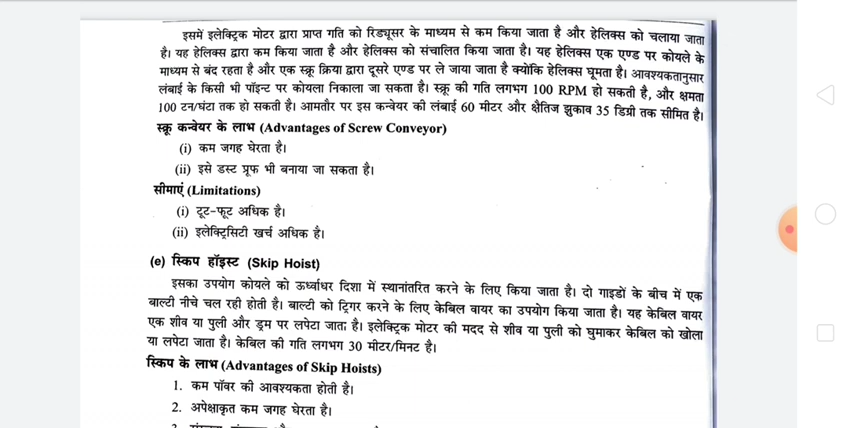 इसमें इलेक्ट्रिक मोटर द्वारा प्राप्त गति को रिड्यूसर के माध्यम से कम किया जाता है और हेलिक्स को चलाया जाता
है। यह हेलिक्स द्वारा कम किया जाता है और हेलिक्स को संचालित किया जाता है। यह हेलिक्स एक एण्ड पर कोयले के
माध्यम से बंद रहता है और एक स्क्रू क्रिया द्वारा दूसरे एण्ड पर ले जाया जाता है क्योंकि हेलिक्स घूमता है। आवश्यकतानुसार
लंबाई के किसी भी पॉइन्ट पर कोयला निकाला जा सकता है। स्क्रू की गति लगभग 100 RPM हो सकती है, और क्षमता
100 टन/घंटा तक हो सकती है। आमतौर पर इस कन्वेयर की लंबाई 60 मीटर और क्षैतिज झुकाव 35 डिग्री तक सीमित है।
स्क्रू कन्वेयर के लाभ (Advantages of Screw Conveyor)
(i) कम जगह घेरता है।
(ii) इसे डस्ट प्रूफ भी बनाया जा सकता है।
सीमाएं (Limitations)
(i) टूट-फूट अधिक है।
(ii) इलेक्ट्रिसिटी खर्च अधिक है।
(e) स्किप हॉइस्ट (Skip Hoist)
इसका उपयोग कोयले को ऊर्ध्वाधर दिशा में स्थानांतरित करने के लिए किया जाता है। दो गाइडों के बीच में एक
बाल्टी नीचे चल रही होती है। बाल्टी को ट्रिगर करने के लिए केबिल वायर का उपयोग किया जाता है। यह केबिल वायर
एक शीव या पुली और ड्रम पर लपेटा जाता है। इलेक्ट्रिक मोटर की मदद से शीव या पुली को घुमाकर केबिल को खोला
या लपेटा जाता है। केबिल की गति लगभग 30 मीटर/मिनट है।
स्किप के लाभ (Advantages of Skip Hoists)
1. कम पॉवर की आवश्यकता होती है।
2. अपेक्षाकृत कम जगह घेरता है।